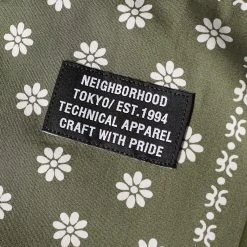 NEIGHBORHOOD
TOKYO/ EST.1994
TECHNICAL APPAREL
CRAFT WITH PRIDE